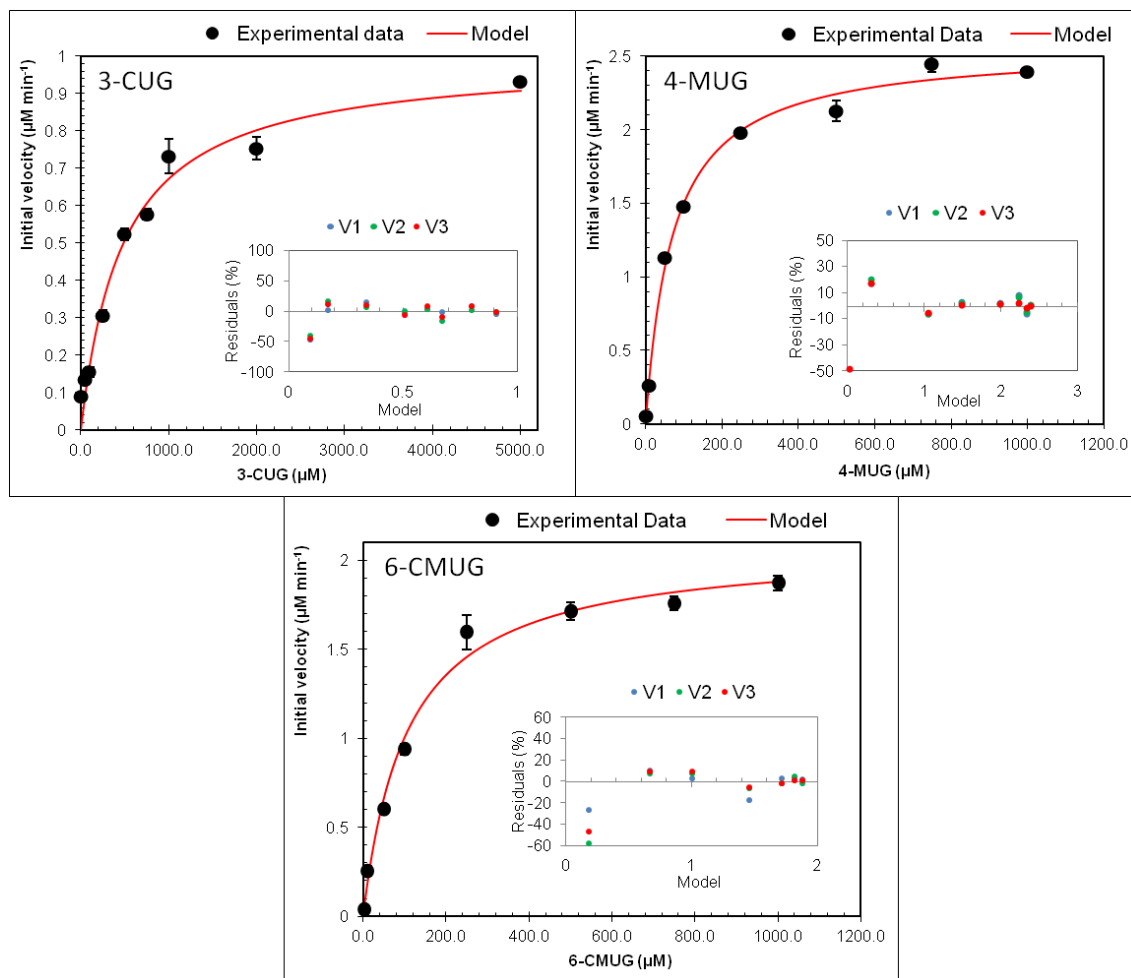 Experimental data Model
3-CUG
Initial velocity (µM min⁻¹)
1
0.9
0.8
0.7
0.6
0.5
0.4
0.3
0.2
0.1
0
0.0 1000.0 2000.0 3000.0 4000.0 5000.0
3-CUG (µM)
V1 V2 V3
Residuals (%)
100
50
0
-50
-100
0 0.5 1
Model
Experimental Data Model
4-MUG
Initial velocity (µM min⁻¹)
2.5
2
1.5
1
0.5
0
0.0 200.0 400.0 600.0 800.0 1000.0 1200.0
4-MUG (µM)
V1 V2 V3
Residuals (%)
50
30
10
-10
-30
-50
0 1 2 3
Model
Experimental Data Model
6-CMUG
Initial velocity (µM min⁻¹)
2
1.5
1
0.5
0
0.0 200.0 400.0 600.0 800.0 1000.0 1200.0
6-CMUG (µM)
V1 V2 V3
Residuals (%)
60
40
20
0
-20
-40
-60
0 1 2
Model